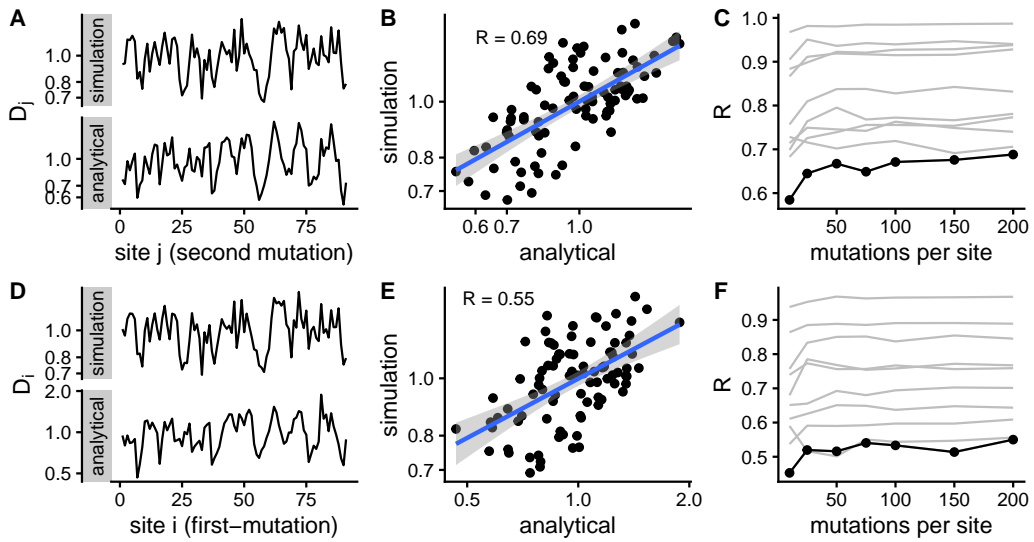 A
D_j
simulation
analytical
1.0
0.8
0.7
1.0
0.8
0.6
0
25
50
75
site j (second mutation)
B
R = 0.69
simulation
1.0
0.8
0.7
0.6
0.7
1.0
analytical
C
R
1.0
0.9
0.8
0.7
0.6
50
100
150
200
mutations per site
D
D_i
simulation
analytical
1.0
0.8
0.7
2.0
1.0
0.5
0
25
50
75
site i (first−mutation)
E
R = 0.55
simulation
1.0
0.8
0.7
0.5
1.0
2.0
analytical
F
R
0.9
0.8
0.7
0.6
0.5
50
100
150
200
mutations per site